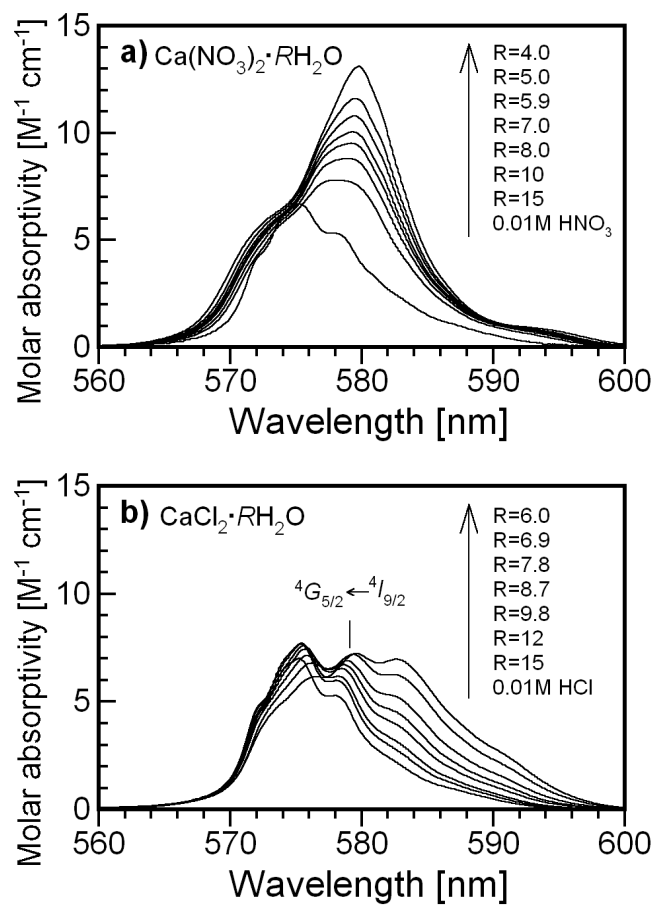 15
a) Ca(NO₃)₂·RH₂O
R=4.0
R=5.0
R=5.9
R=7.0
R=8.0
R=10
R=15
0.01M HNO₃
10
5
0
Molar absorptivity [M⁻¹ cm⁻¹]
560 570 580 590 600
Wavelength [nm]
15
b) CaCl₂·RH₂O
R=6.0
R=6.9
R=7.8
R=8.7
R=9.8
R=12
R=15
0.01M HCl
⁴G₅/₂←⁴I₉/₂
10
5
0
Molar absorptivity [M⁻¹ cm⁻¹]
560 570 580 590 600
Wavelength [nm]